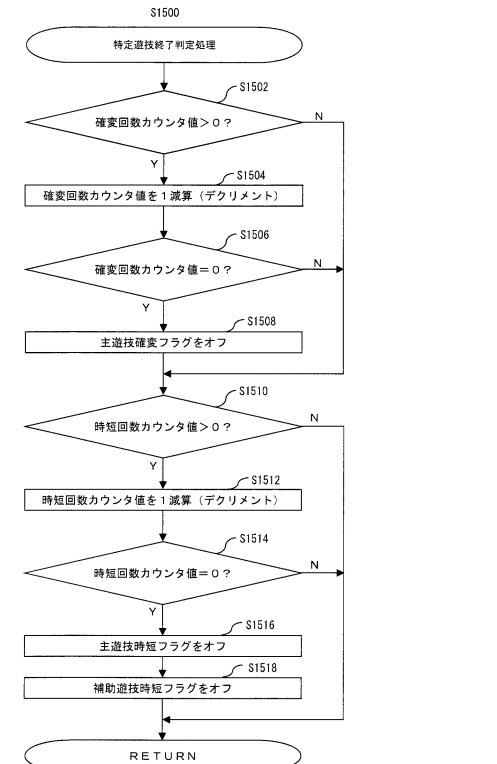 S1500
特定遊技終了判定処理
S1502
確変回数カウンタ値＞０？
N
Y
S1504
確変回数カウンタ値を１減算（デクリメント）
S1506
確変回数カウンタ値＝０？
N
Y
S1508
主遊技確変フラグをオフ
S1510
時短回数カウンタ値＞０？
N
Y
S1512
時短回数カウンタ値を１減算（デクリメント）
S1514
時短回数カウンタ値＝０？
N
Y
S1516
主遊技時短フラグをオフ
S1518
補助遊技時短フラグをオフ
ＲＥＴＵＲＮ